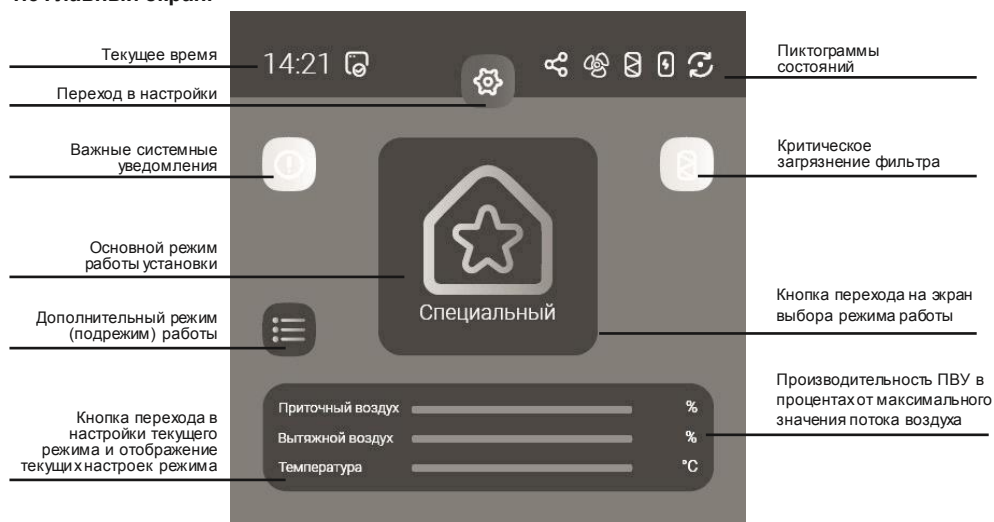 главный экран.
Текущее время
Переход в настройки
Важные системные
уведомления
Основной режим
работы установки
Дополнительный режим
(подрежим) работы
Кнопка перехода в
настройки текущего
режима и отображение
текущих настроек режима
14:21
Специальный
Приточный воздух %
Вытяжной воздух %
Температура °C
Пиктограммы
состояний
Критическое
загрязнение фильтра
Кнопка перехода на экран
выбора режима работы
Производительность ПВУ в
процентах от максимального
значения потока воздуха